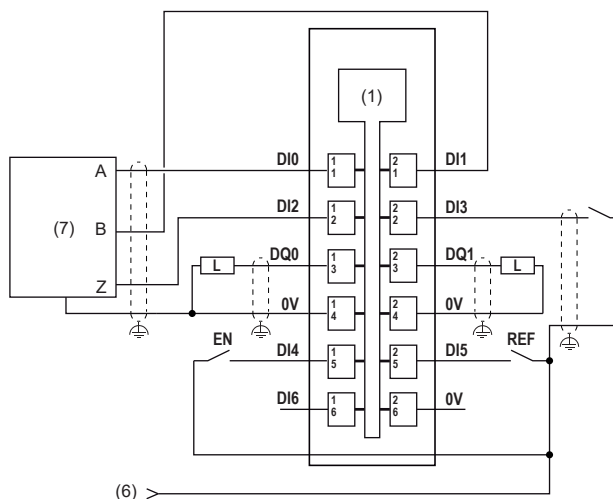 (1)
A DI0 1 1 2 1 DI1
(7) B DI2 1 2 2 2 DI3
Z L DQ0 1 3 2 3 DQ1 L
0V 1 4 2 4 0V
EN DI4 1 5 2 5 DI5 REF
DI6 1 6 2 6 0V
(6)